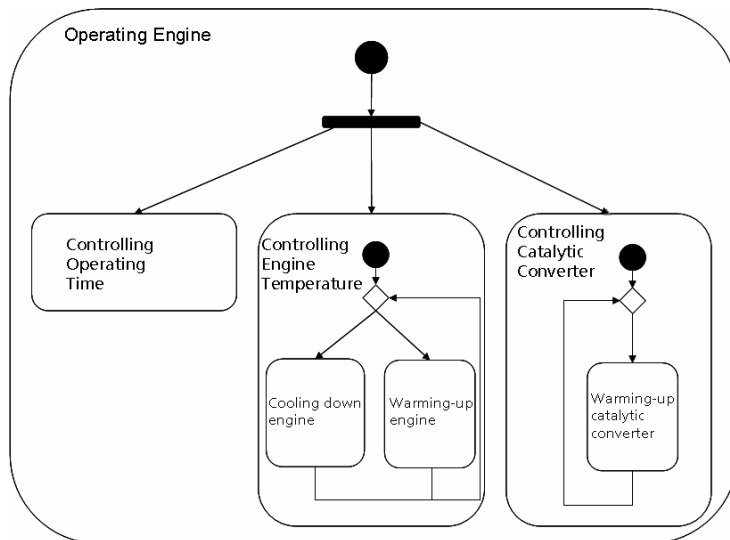 Operating Engine
Controlling
Operating
Time
Controlling
Engine
Temperature
Cooling down
engine
Warming-up
engine
Controlling
Catalytic
Converter
Warming-up
catalytic
converter